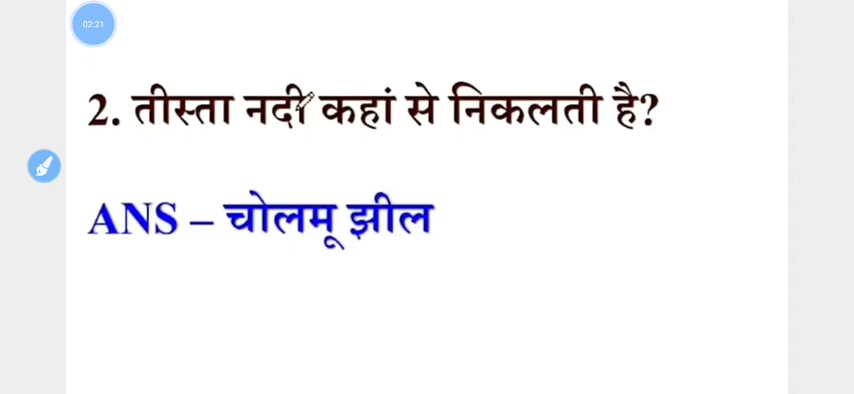 02:21
2. तीस्ता नदी कहां से निकलती है?
ANS – चोलमू झील